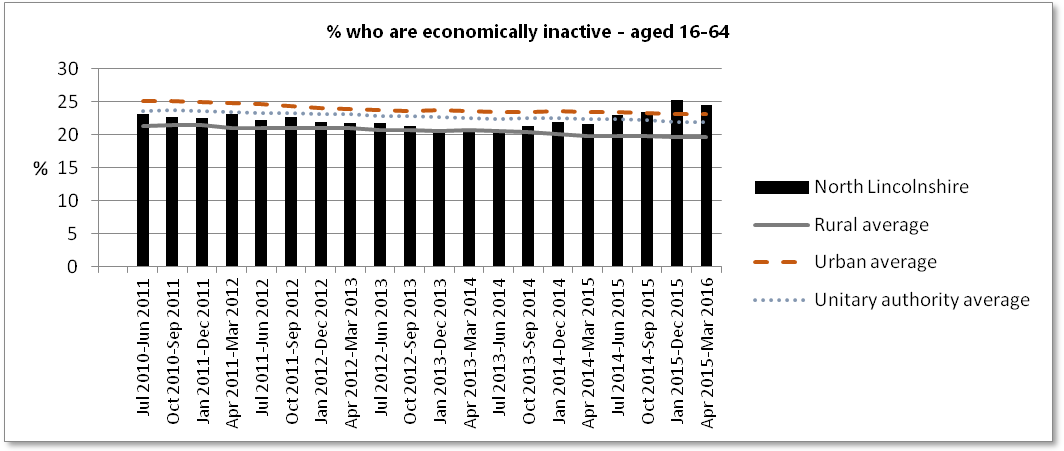 % who are economically inactive - aged 16-64
30
25
20
15
10
5
0
%
Jul 2010-Jun 2011
Oct 2010-Sep 2011
Jan 2011-Dec 2011
Apr 2011-Mar 2012
Jul 2011-Jun 2012
Oct 2011-Sep 2012
Jan 2012-Dec 2012
Apr 2012-Mar 2013
Jul 2012-Jun 2013
Oct 2012-Sep 2013
Jan 2013-Dec 2013
Apr 2013-Mar 2014
Jul 2013-Jun 2014
Oct 2013-Sep 2014
Jan 2014-Dec 2014
Apr 2014-Mar 2015
Jul 2014-Jun 2015
Oct 2014-Sep 2015
Jan 2015-Dec 2015
Apr 2015-Mar 2016
North Lincolnshire
Rural average
Urban average
Unitary authority average